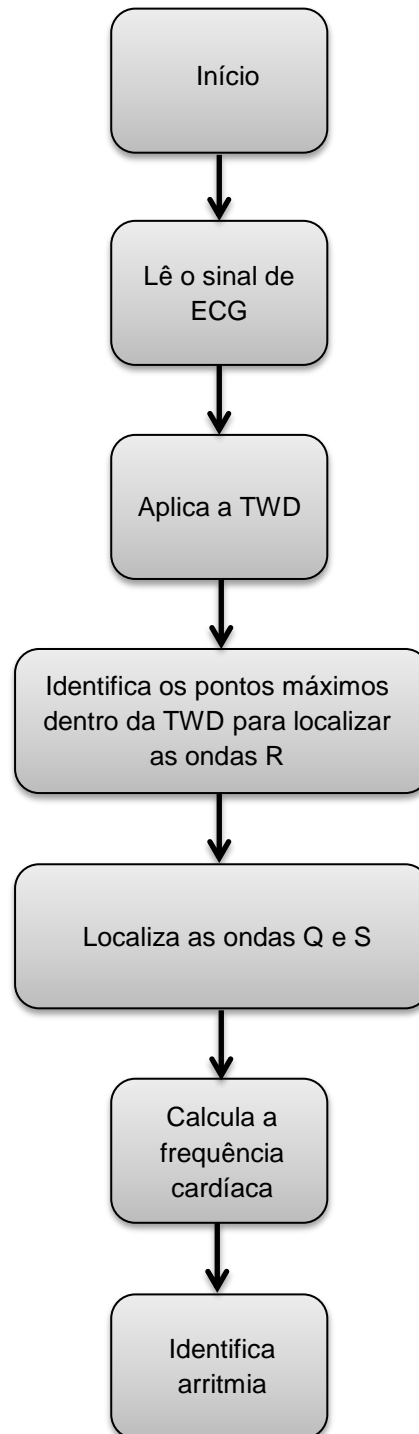 Início
Lê o sinal de
ECG
Aplica a TWD
Identifica os pontos máximos
dentro da TWD para localizar
as ondas R
Localiza as ondas Q e S
Calcula a
frequência
cardíaca
Identifica
arritmia